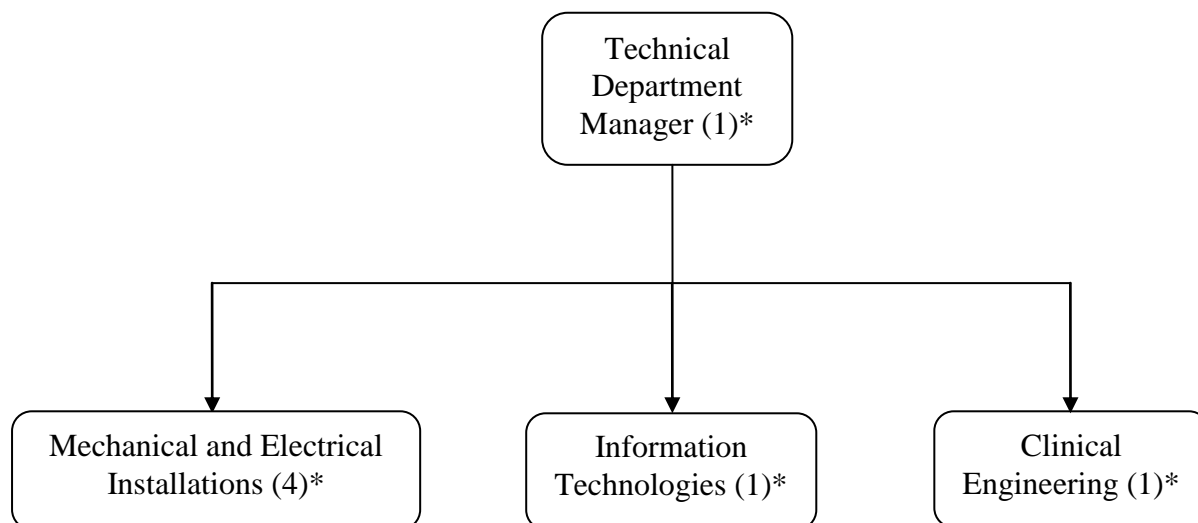 Technical
Department
Manager (1)*
Mechanical and Electrical
Installations (4)*
Information
Technologies (1)*
Clinical
Engineering (1)*